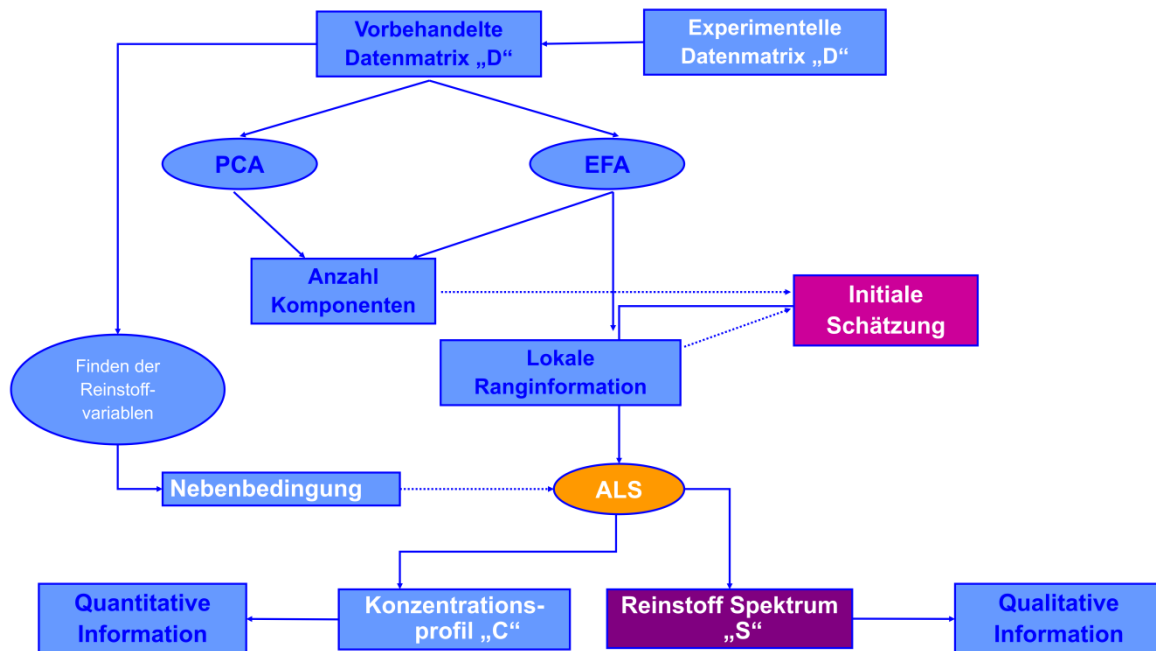 Vorbehandelte
Datenmatrix „D“
Experimentelle
Datenmatrix „D“
PCA
EFA
Anzahl
Komponenten
Initiale
Schätzung
Lokale
Ranginformation
Finden der
Reinstoff-
variablen
Nebenbedingung
ALS
Quantitative
Information
Konzentrations-
profil „C“
Reinstoff Spektrum
„S“
Qualitative
Information